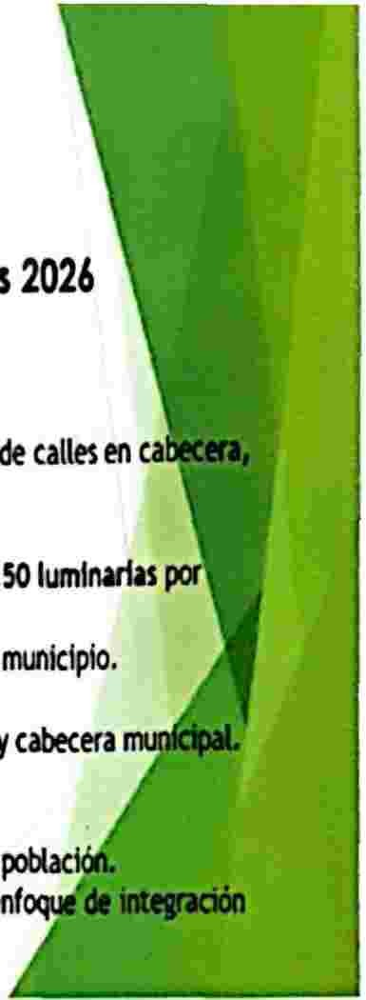 s 2026
de calles en cabecera,
50 luminarias por
municipio.
y cabecera municipal.
población.
nfoque de integración